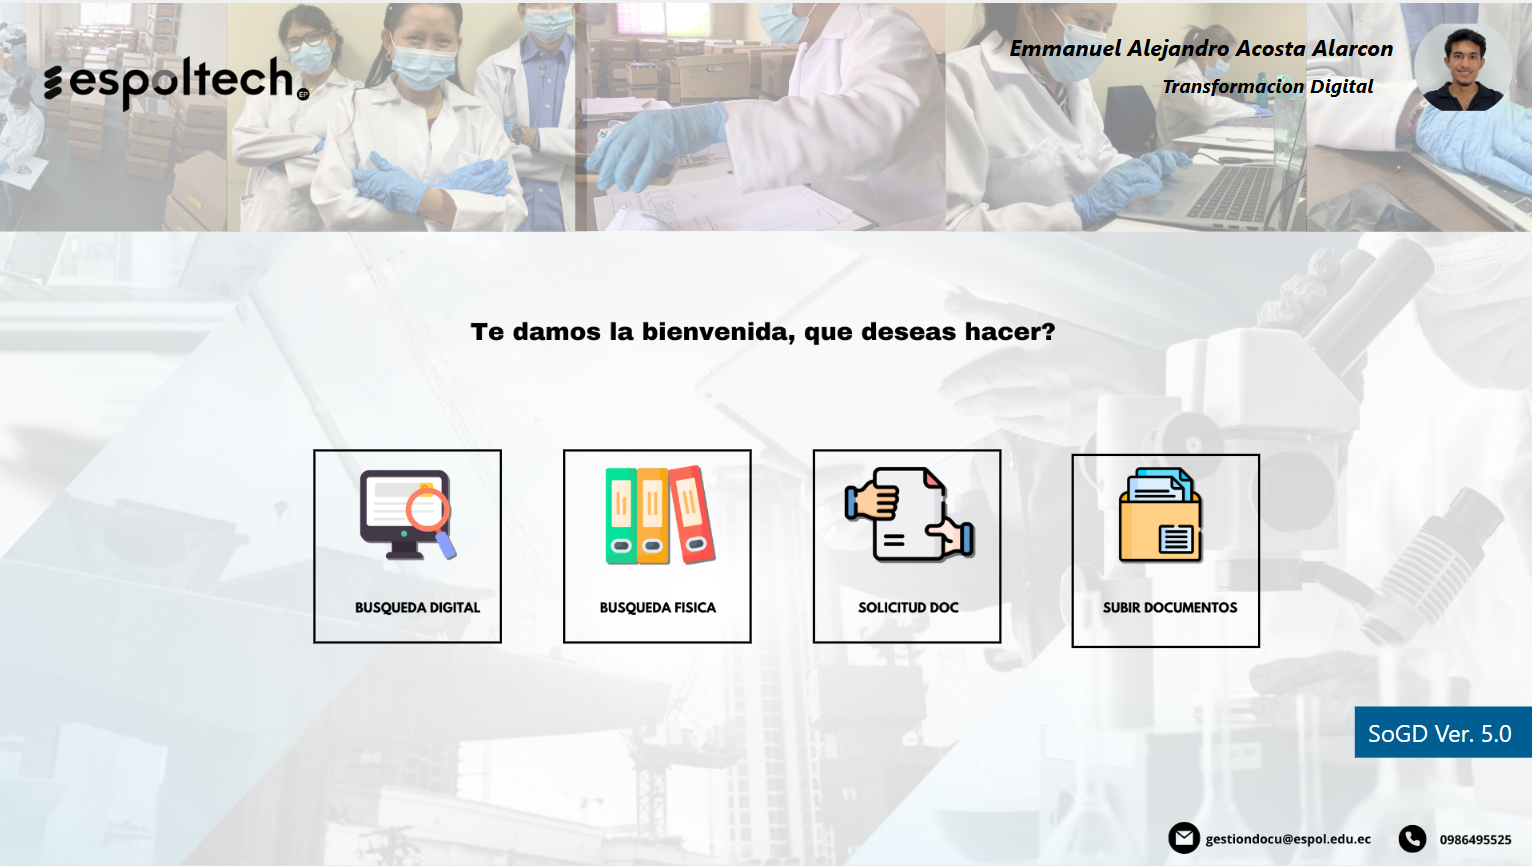 espoltech EP
Emmanuel Alejandro Acosta Alarcon
Transformacion Digital
Te damos la bienvenida, que deseas hacer?
BUSQUEDA DIGITAL
BUSQUEDA FISICA
SOLICITUD DOC
SUBIR DOCUMENTOS
SoGD Ver. 5.0
gestiondocu@espol.edu.ec
0986495525